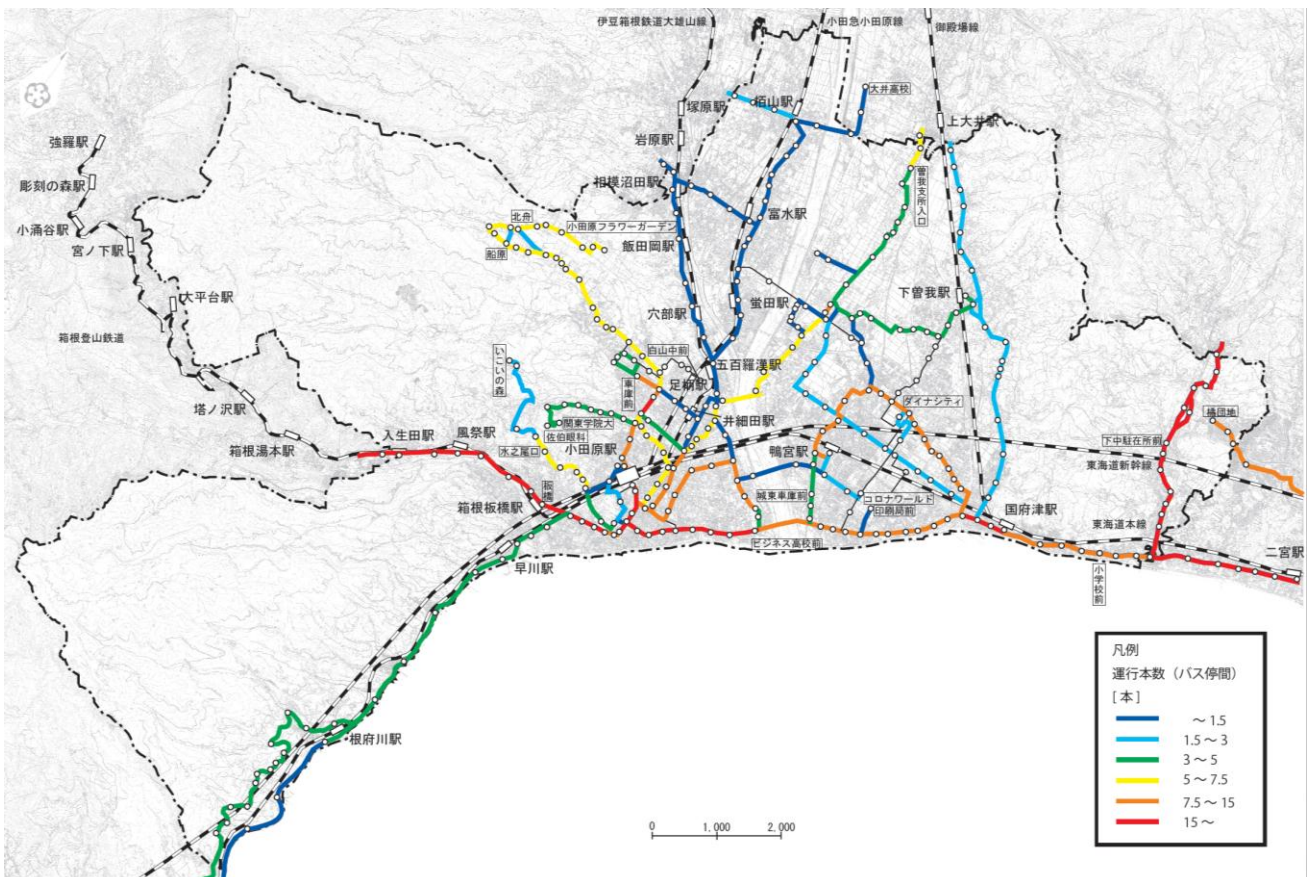 伊豆箱根鉄道大雄山線
小田急小田原線
御殿場線
塚原駅
栢山駅
大井高校
上大井駅
強羅駅
岩原駅
彫刻の森駅
相模沼田駅
曽我支所入口
小涌谷駅
宮ノ下駅
北舟
小田原フラワーガーデン
富水駅
飯田岡駅
船原
大平台駅
下曽我駅
穴部駅
蛍田駅
箱根登山鉄道
いこいの森
白山中前
五百羅漢駅
車庫前
足柄駅
塔ノ沢駅
ダイナシティ
橘団地
関東学院大
井細田駅
風祭駅
入生田駅
佐伯眼科
箱根湯本駅
水之尾口
小田原駅
鴨宮駅
下中駐在所前
東海道新幹線
板橋
箱根板橋駅
城東車庫前
コロナワールド
印刷局前
国府津駅
東海道本線
ビジネス高校前
二宮駅
早川駅
小学校前
根府川駅
凡例
運行本数（バス停間）
[本]
～1.5
1.5～3
3～5
5～7.5
7.5～15
15～
0 1,000 2,000